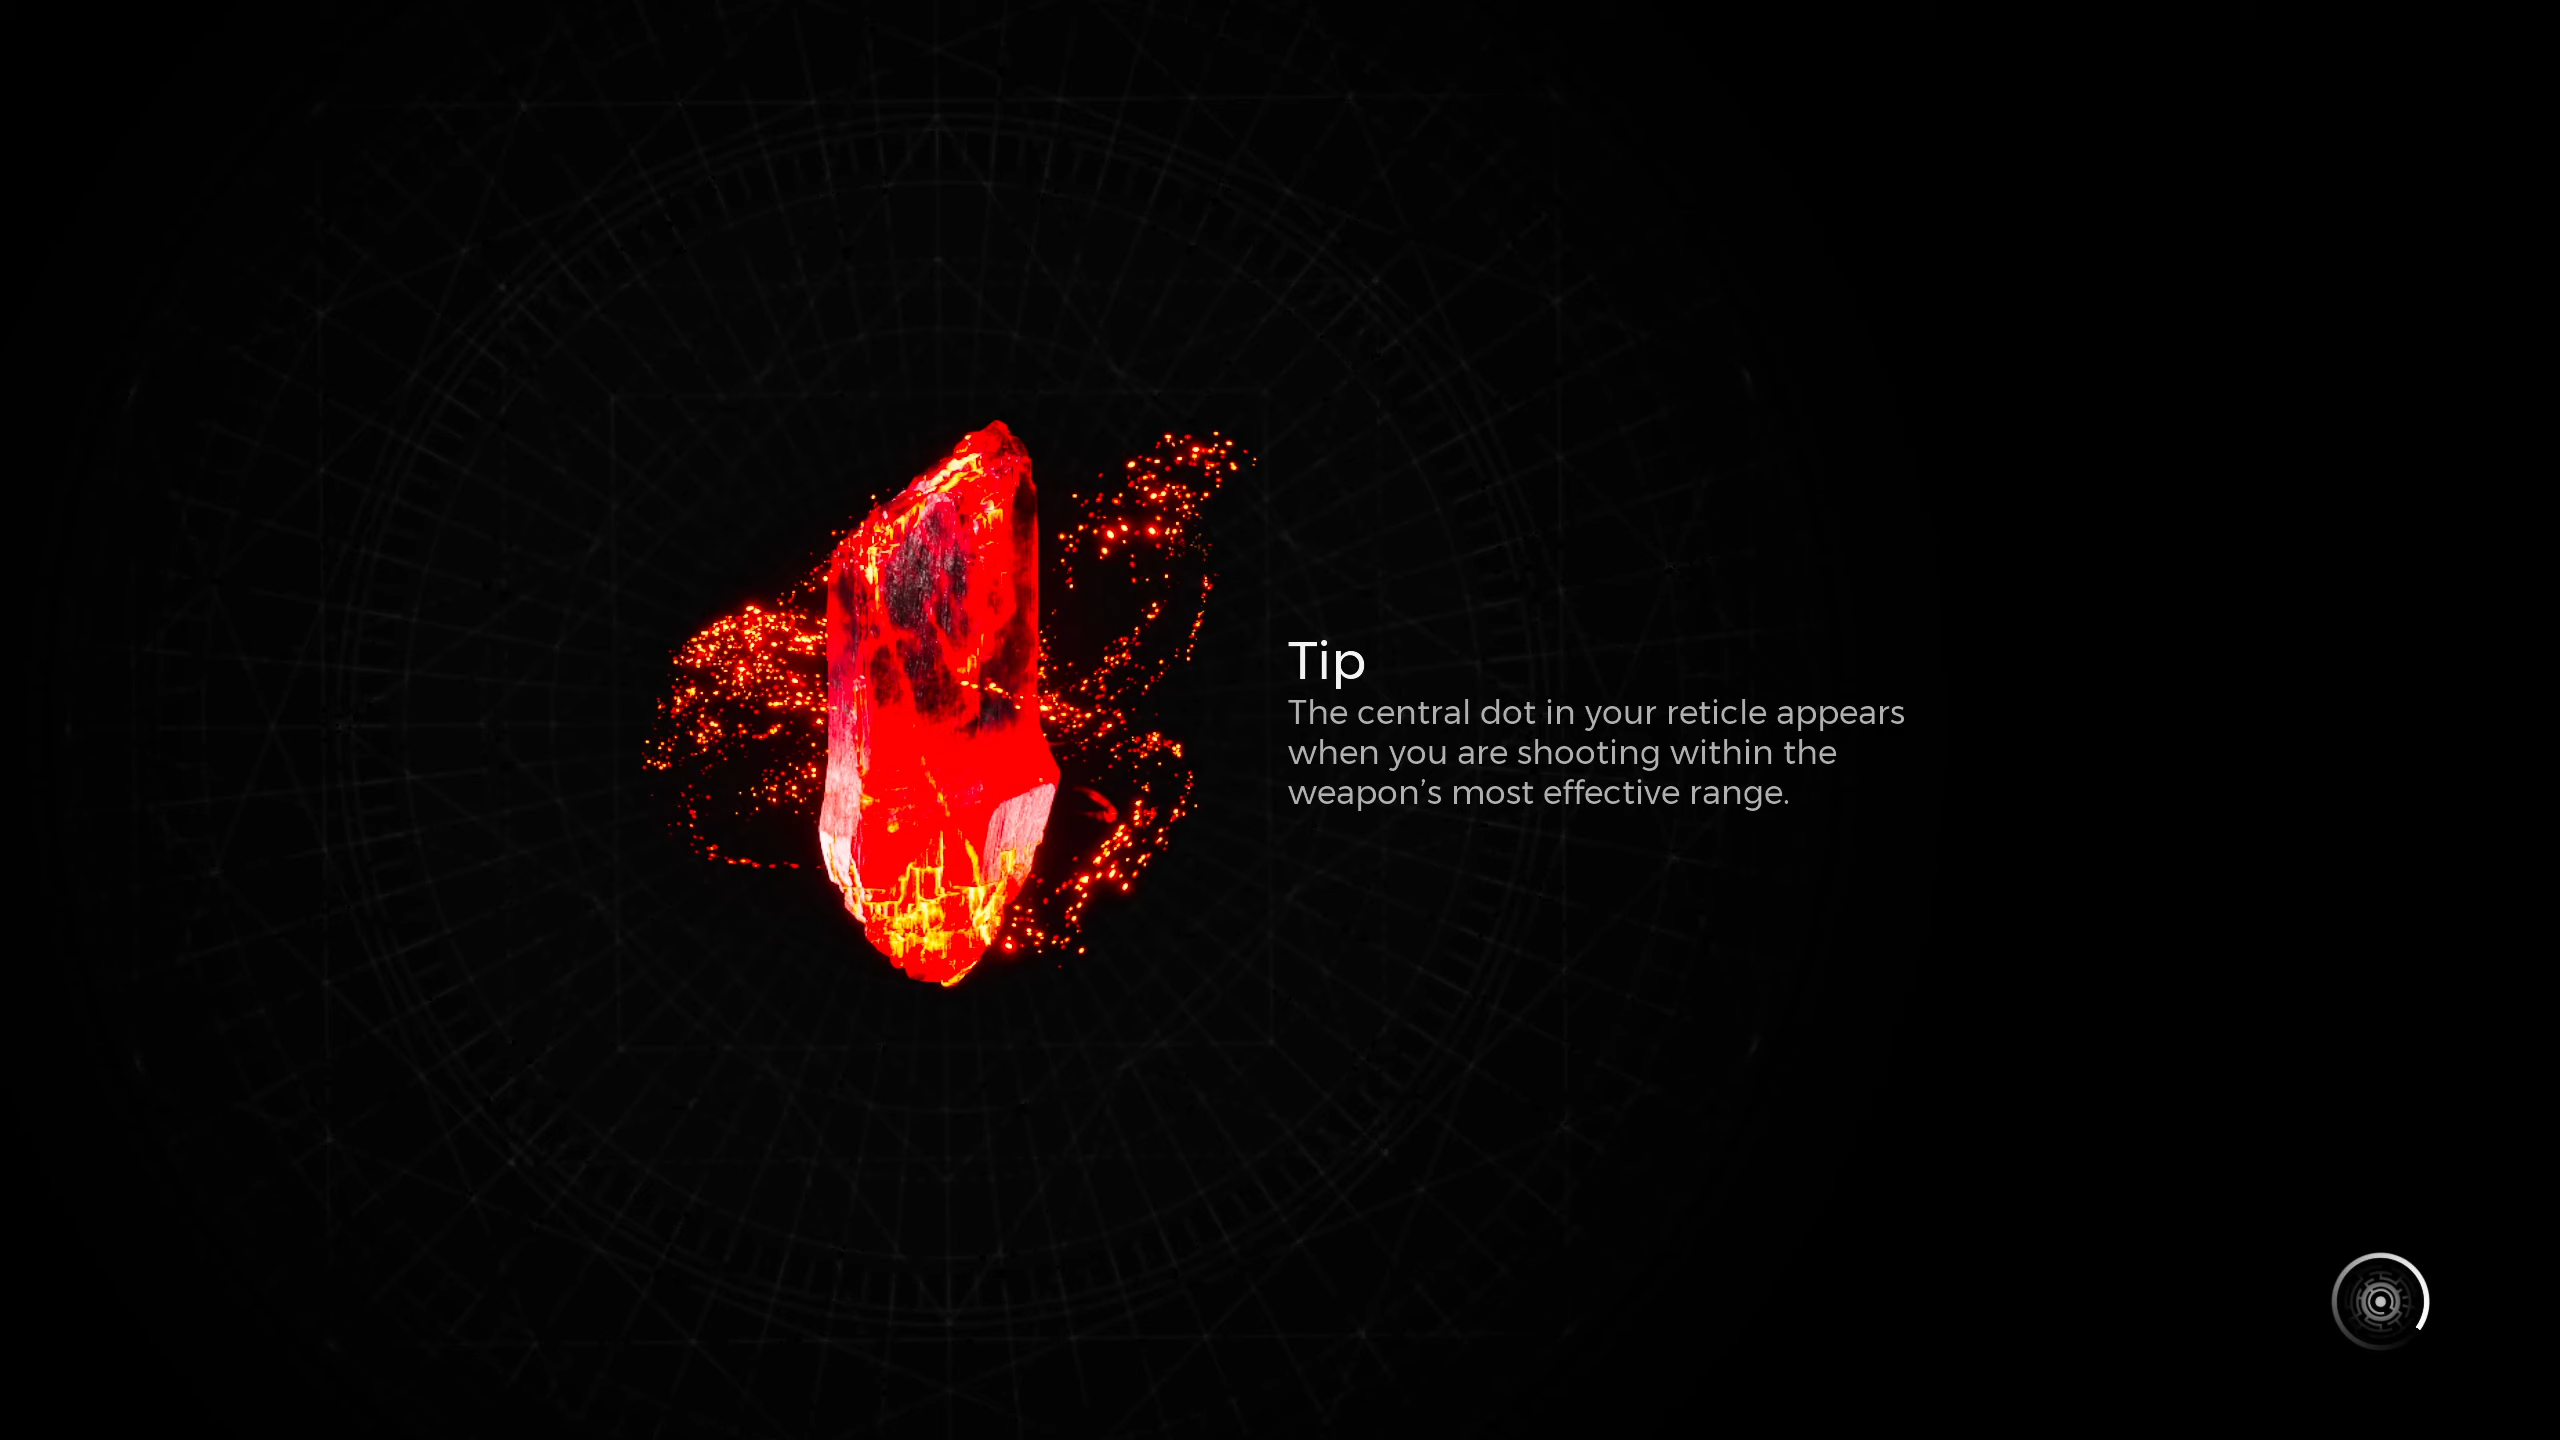 Tip
The central dot in your reticle appears
when you are shooting within the
weapon’s most effective range.